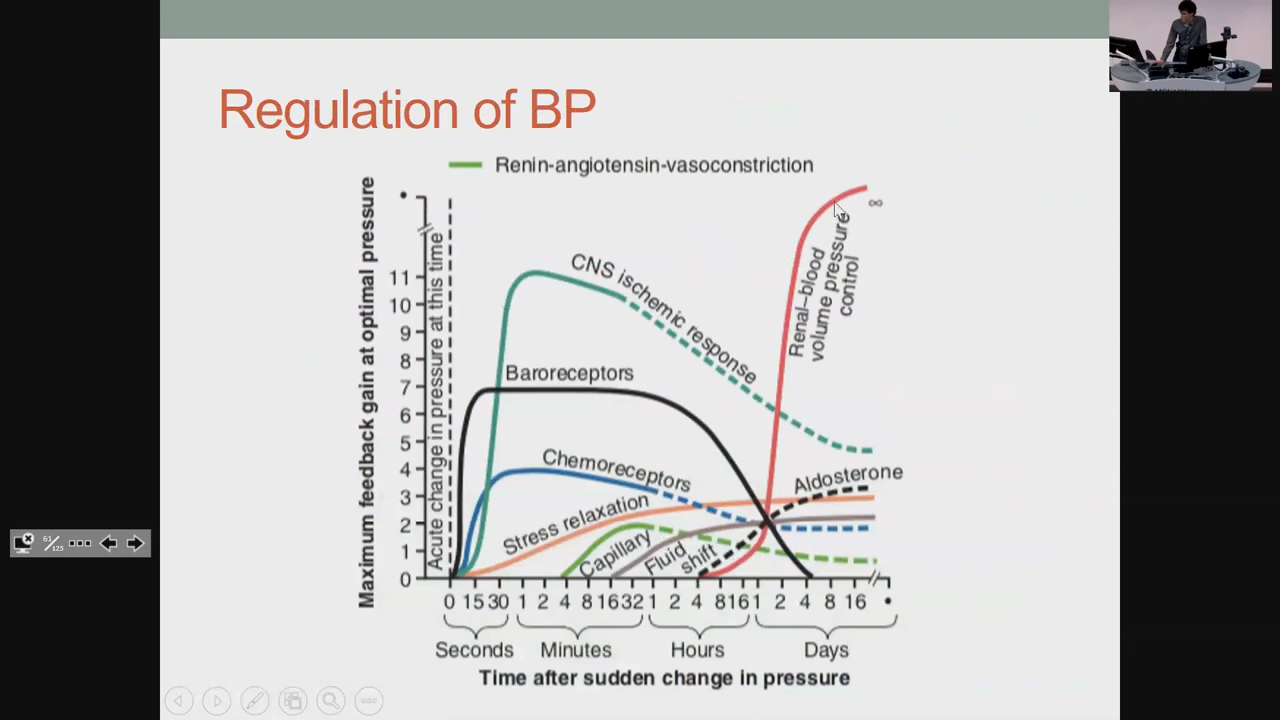 Regulation of BP
Renin-angiotensin-vasoconstriction
Maximum feedback gain at optimal pressure
Acute change in pressure at this time
11
10
9
8
7
6
5
4
3
2
1
0
CNS ischemic response
Baroreceptors
Chemoreceptors
Stress relaxation
Capillary
Fluid
shift
Renal–blood
volume pressure
control
∞
Aldosterone
0 15 30 1 2 4 8 16 32 1 2 4 8 16 1 2 4 8 16
Seconds Minutes Hours Days
Time after sudden change in pressure
61/125